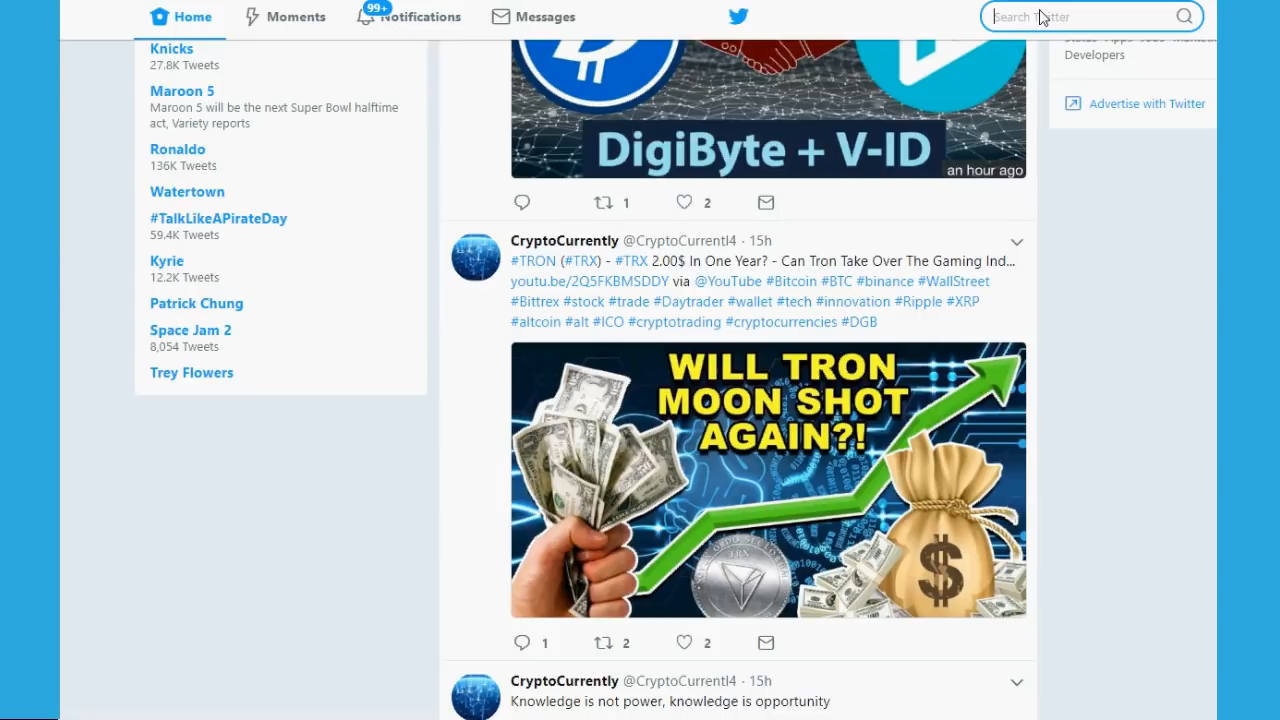 Home
Moments
99+
Notifications
Messages
Search Twitter
Knicks
27.8K Tweets
Maroon 5
Maroon 5 will be the next Super Bowl halftime
act, Variety reports
Ronaldo
136K Tweets
Watertown
#TalkLikeAPirateDay
59.4K Tweets
Kyrie
12.2K Tweets
Patrick Chung
Space Jam 2
8,054 Tweets
Trey Flowers
DigiByte + V-ID
an hour ago
1
2
CryptoCurrently @CryptoCurrentI4 · 15h
#TRON (#TRX) - #TRX 2.00$ In One Year? - Can Tron Take Over The Gaming Ind...
youtu.be/2Q5FKBMSDDY via @YouTube #Bitcoin #BTC #binance #WallStreet
#Bittrex #stock #trade #Daytrader #wallet #tech #innovation #Ripple #XRP
#altcoin #alt #ICO #cryptotrading #cryptocurrencies #DGB
WILL TRON
MOON SHOT
AGAIN?!
TRX
$
1
2
2
CryptoCurrently @CryptoCurrentI4 · 15h
Knowledge is not power, knowledge is opportunity
Developers
Advertise with Twitter